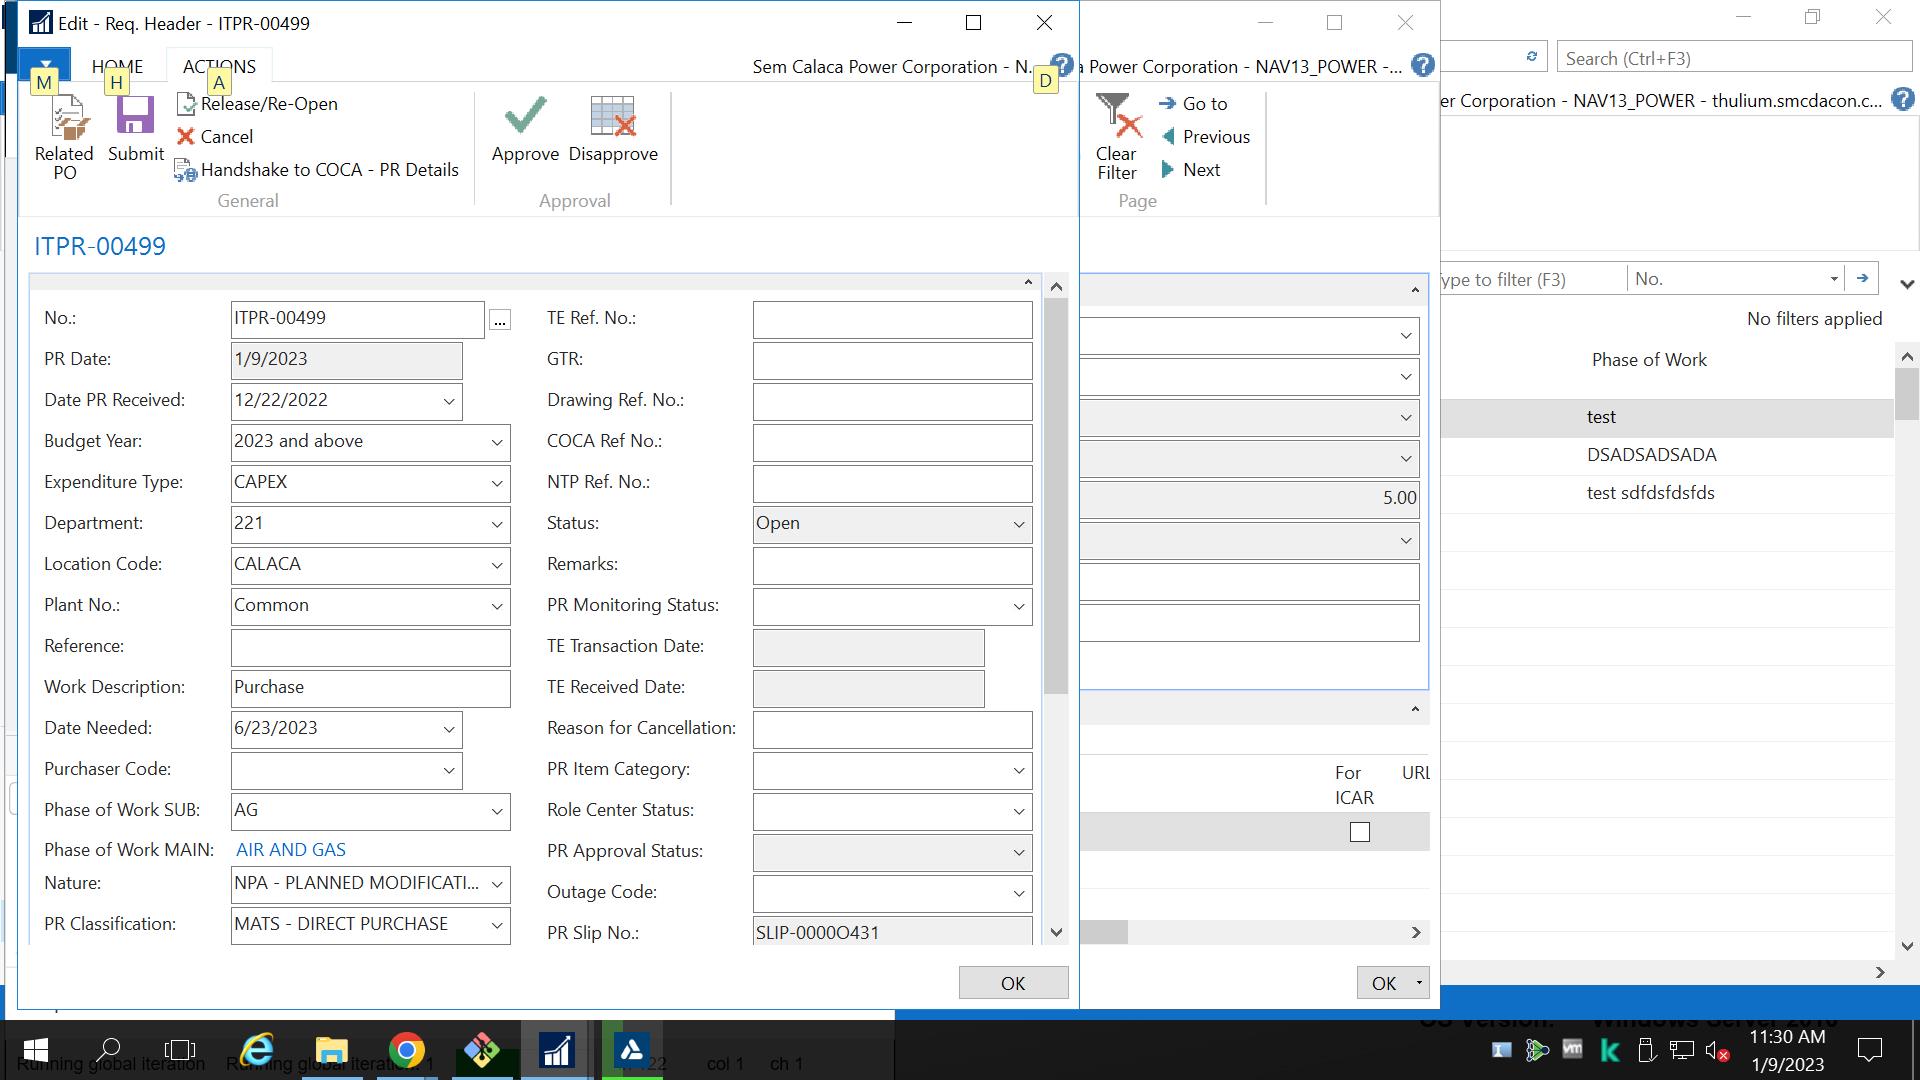 Edit - Req. Header - ITPR-00499
HOME
ACTIONS
Sem Calaca Power Corporation - N...
M
H
A
D
Related PO
Submit
Release/Re-Open
Cancel
Handshake to COCA - PR Details
General
Approve
Disapprove
Approval
ITPR-00499
No.:
ITPR-00499
...
PR Date:
1/9/2023
Date PR Received:
12/22/2022
Budget Year:
2023 and above
Expenditure Type:
CAPEX
Department:
221
Location Code:
CALACA
Plant No.:
Common
Reference:
Work Description:
Purchase
Date Needed:
6/23/2023
Purchaser Code:
Phase of Work SUB:
AG
Phase of Work MAIN:
AIR AND GAS
Nature:
NPA - PLANNED MODIFICATI...
PR Classification:
MATS - DIRECT PURCHASE
TE Ref. No.:
GTR:
Drawing Ref. No.:
COCA Ref No.:
NTP Ref. No.:
Status:
Open
Remarks:
PR Monitoring Status:
TE Transaction Date:
TE Received Date:
Reason for Cancellation:
PR Item Category:
Role Center Status:
PR Approval Status:
Outage Code:
PR Slip No.:
SLIP-0000O431
OK
a Power Corporation - NAV13_POWER -...
Clear Filter
Go to
Previous
Next
Page
5.00
For ICAR
URL
OK
Search (Ctrl+F3)
er Corporation - NAV13_POWER - thulium.smcdacon.c...
ype to filter (F3)
No.
No filters applied
Phase of Work
test
DSADSADSADA
test sdfdsfdsfds
OS Version: Windows Server 2016
Running global iteration
Running global iteration: 1
22
col 1
ch 1
11:30 AM
1/9/2023